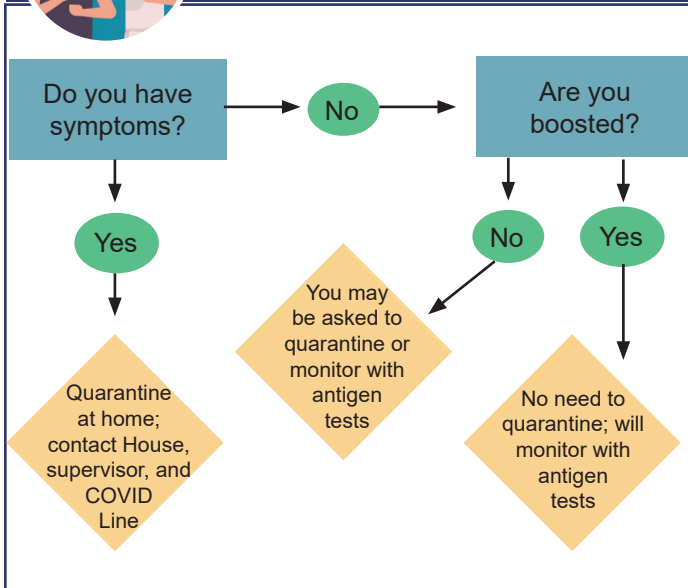 Do you have
symptoms?
No
Are you
boosted?
Yes
No
Yes
You may
be asked to
quarantine or
monitor with
antigen
tests
Quarantine
at home;
contact House,
supervisor, and
COVID
Line
No need to
quarantine; will
monitor with
antigen
tests